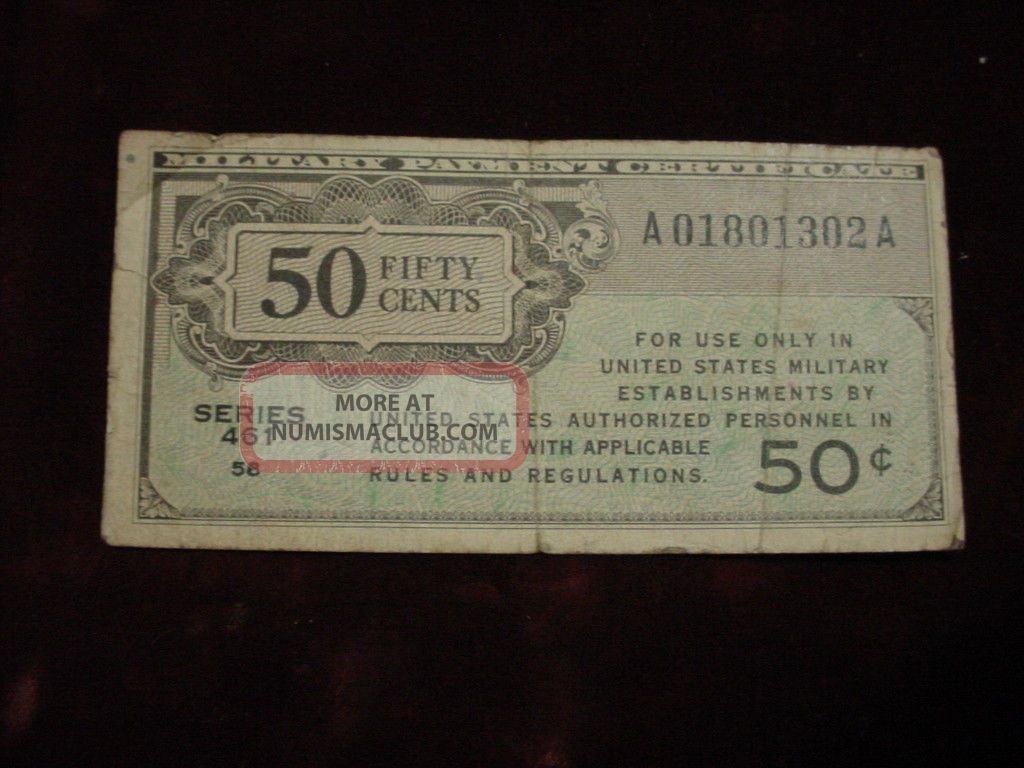 MILITARY PAYMENT CERTIFICATE
A01801302A
50 FIFTY CENTS
FOR USE ONLY IN
UNITED STATES MILITARY
ESTABLISHMENTS BY
UNITED STATES AUTHORIZED PERSONNEL IN
ACCORDANCE WITH APPLICABLE
RULES AND REGULATIONS.
50¢
SERIES
461
58
MORE AT
NUMISMACLUB.COM